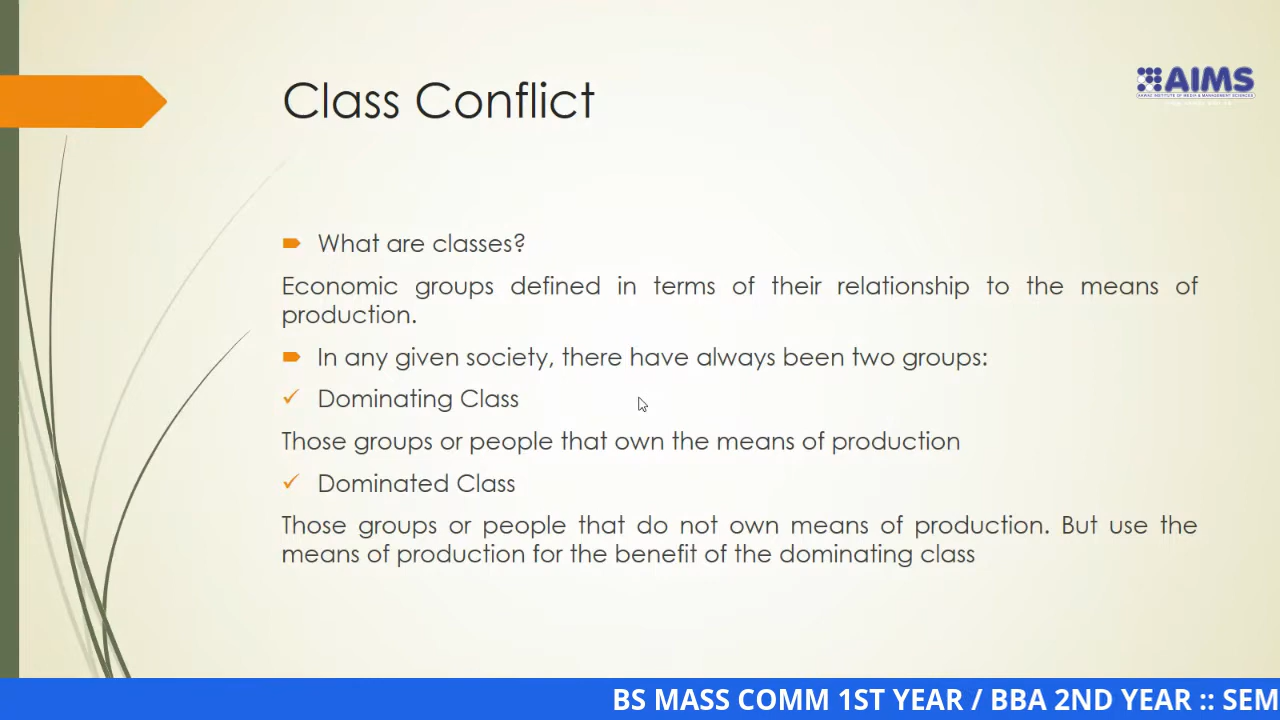 Class Conflict
AIMS
What are classes?
Economic groups defined in terms of their relationship to the means of
production.
In any given society, there have always been two groups:
Dominating Class
Those groups or people that own the means of production
Dominated Class
Those groups or people that do not own means of production. But use the
means of production for the benefit of the dominating class
BS MASS COMM 1ST YEAR / BBA 2ND YEAR :: SEM